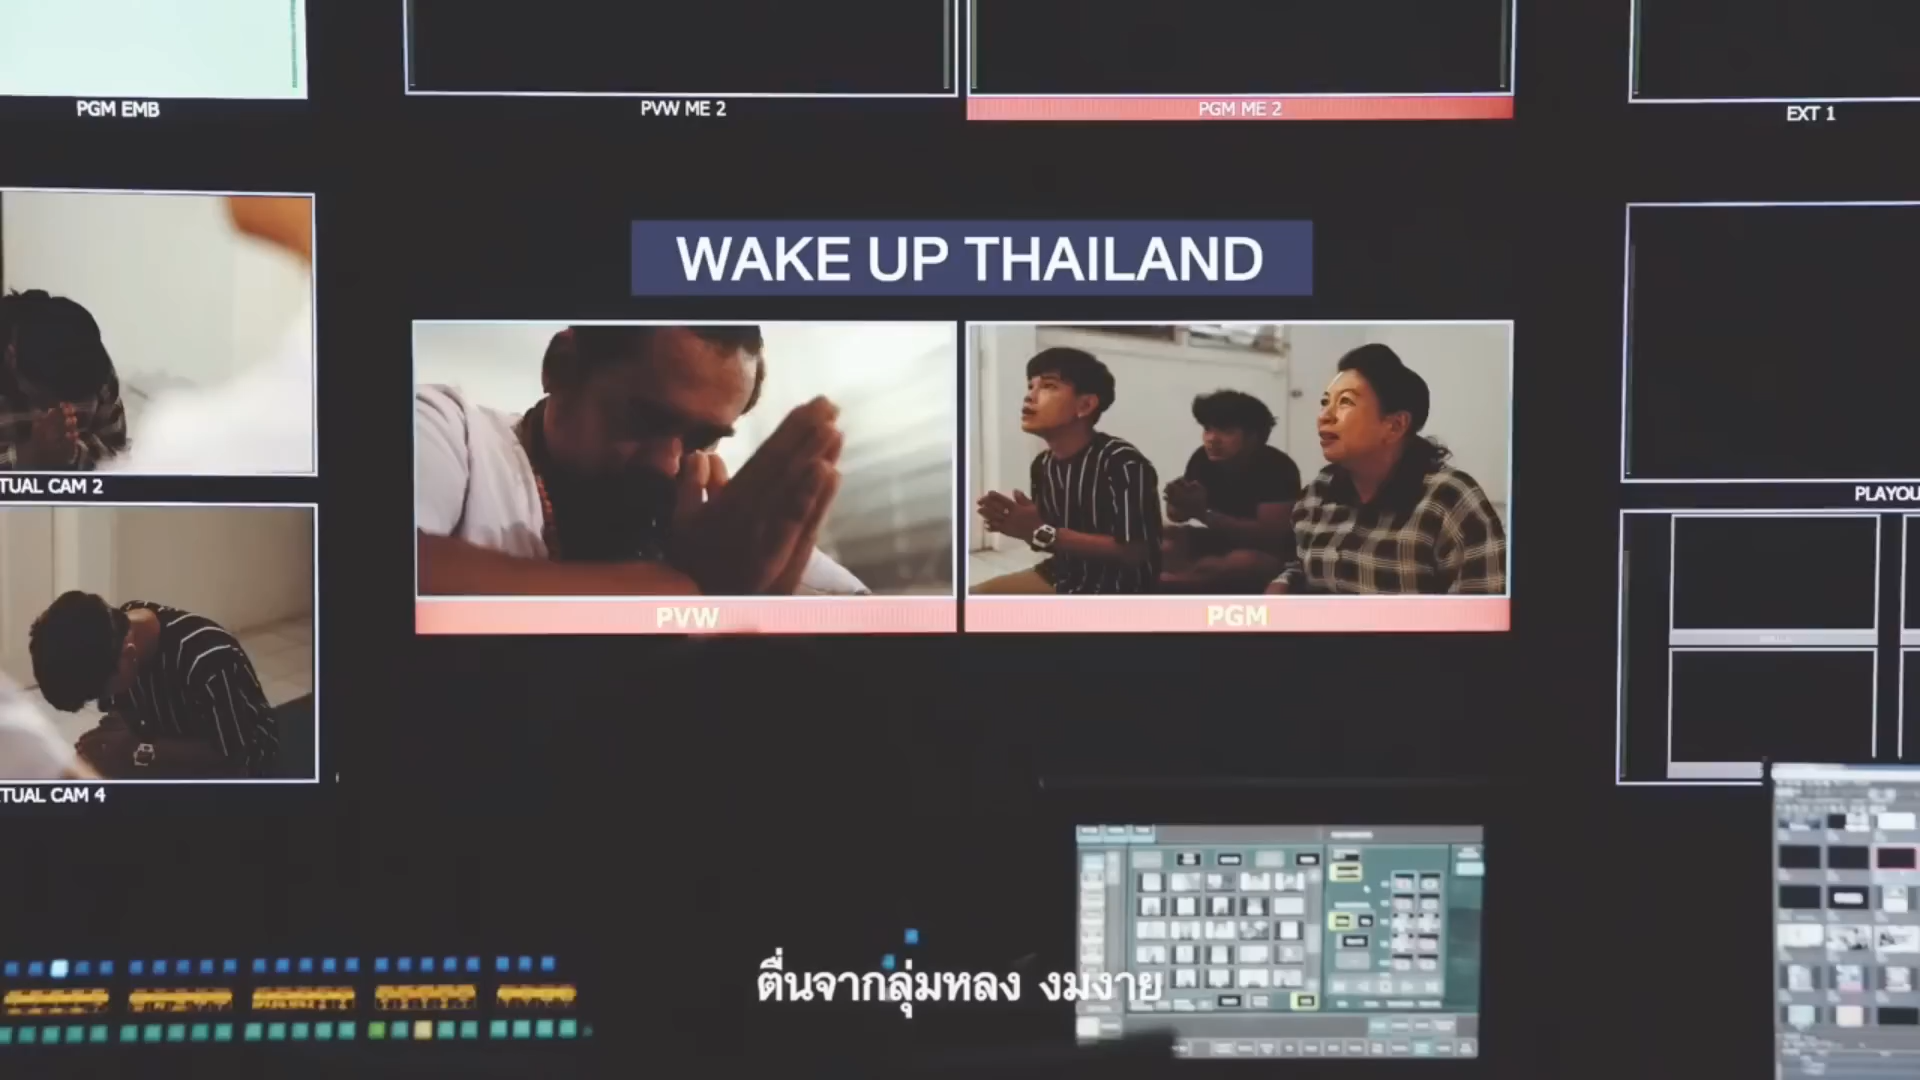 PGM EMB
PVW ME 2
PGM ME 2
EXT 1
WAKE UP THAILAND
TUAL CAM 2
PLAYOU
PVW
PGM
TUAL CAM 4
ตื่นจากลุ่มหลง งมงาย